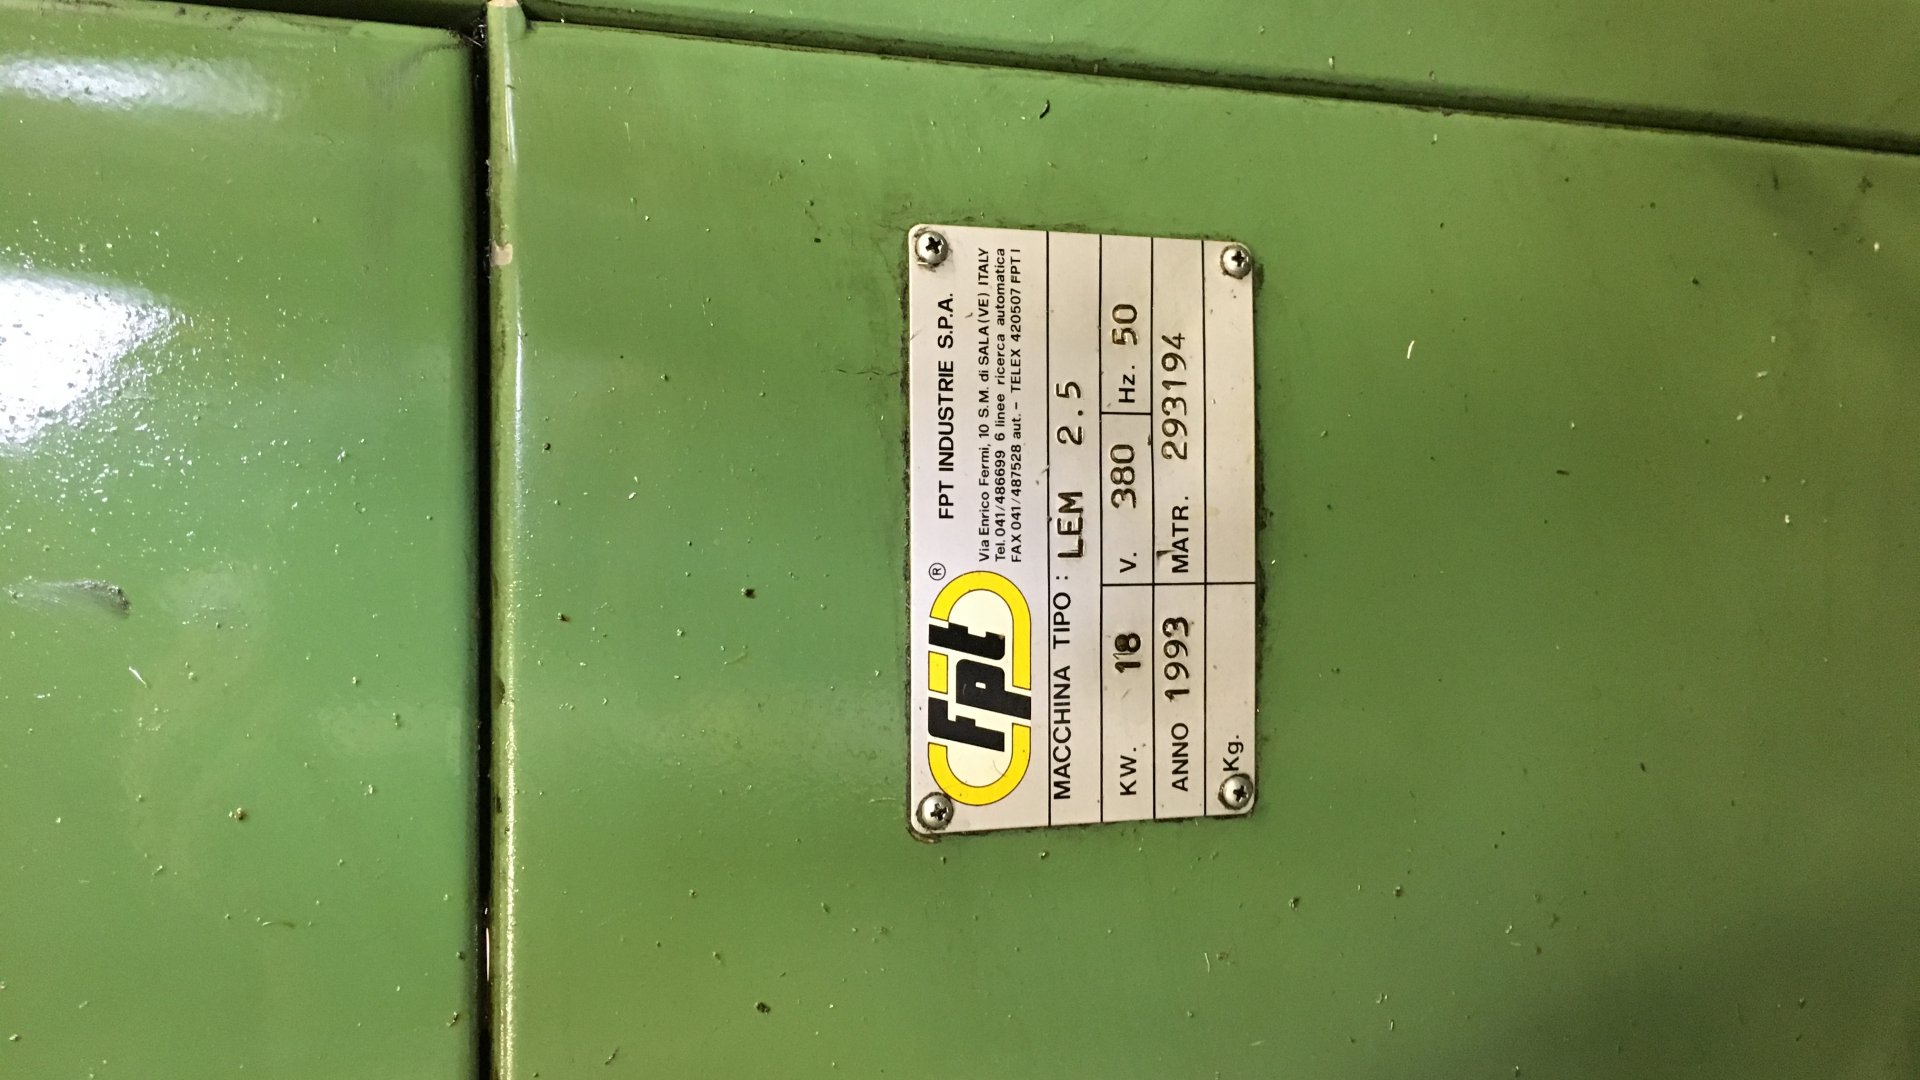 fpt ®
FPT INDUSTRIE S.P.A.
Via Enrico Fermi, 10 S.M. di SALA (VE) ITALY
Tel. 041/486699 6 linee ricerca automatica
FAX 041/487528 aut. - TELEX 420507 FPT I
MACCHINA TIPO : LEM 2.5
KW. 18 V. 380 Hz. 50
ANNO 1993 MATR. 293194
Kg.